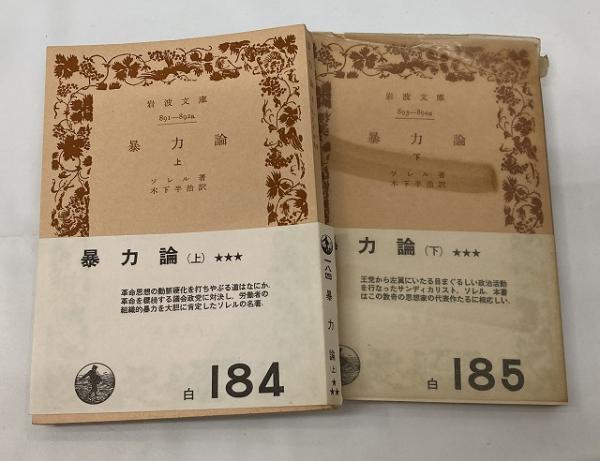 岩波文庫
891—892a
暴力論
上
ソレル著
木下半治訳
暴力論（上）★★★
革命思想の動脈硬化を打ちやぶる道はなにか。
革命を標榜する議会政党に対決し、労働者の
組織的暴力を大胆に肯定したソレルの名著。
白 184
一八四
暴力論（上）
★★★
岩波文庫
893—894a
暴力論
下
ソレル著
木下半治訳
力論（下）★★★
王党から左翼にいたる目まぐるしい政治活動
を行なったサンディカリスト、ソレル。本書
はこの数奇の思想家の代表作たるに相応しい。
白 185